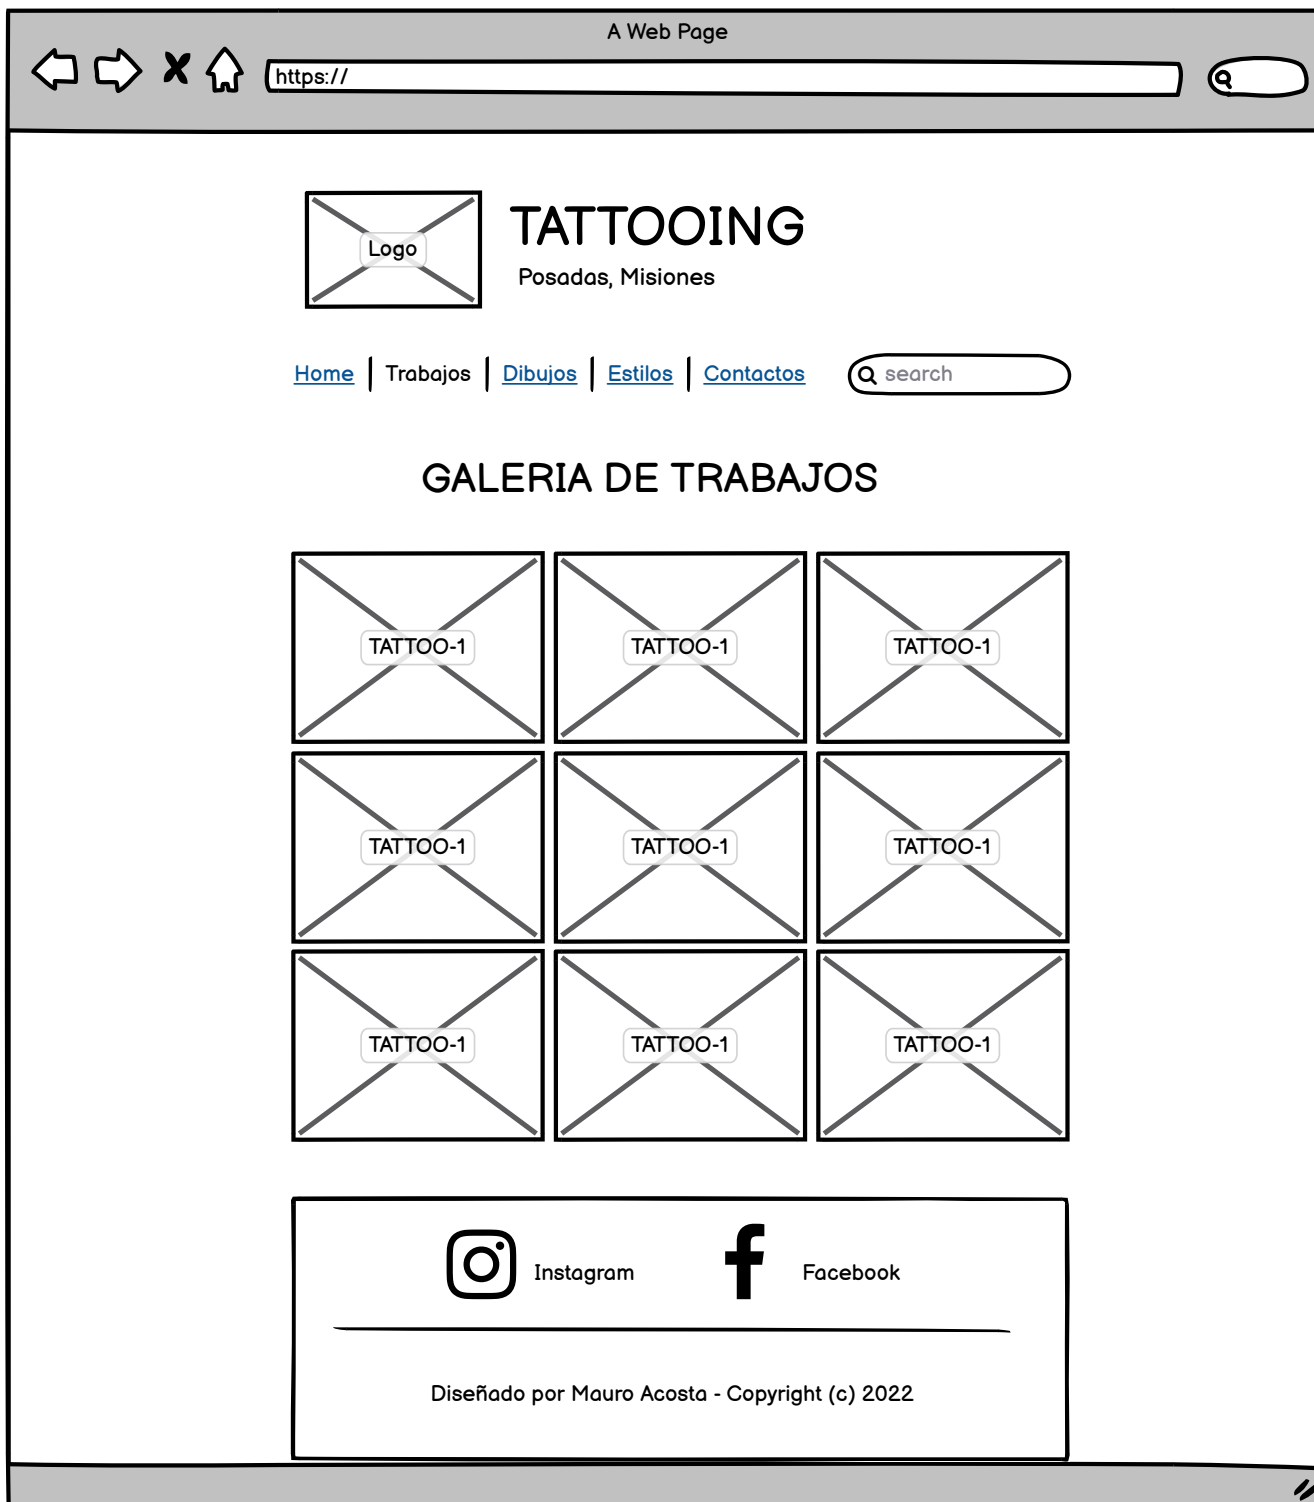 A Web Page
https://
Logo
TATTOOING
Posadas, Misiones
Home Trabajos Dibujos Estilos Contactos search
GALERIA DE TRABAJOS
TATTOO-1 TATTOO-1 TATTOO-1
TATTOO-1 TATTOO-1 TATTOO-1
TATTOO-1 TATTOO-1 TATTOO-1
Instagram Facebook
Diseñado por Mauro Acosta - Copyright (c) 2022